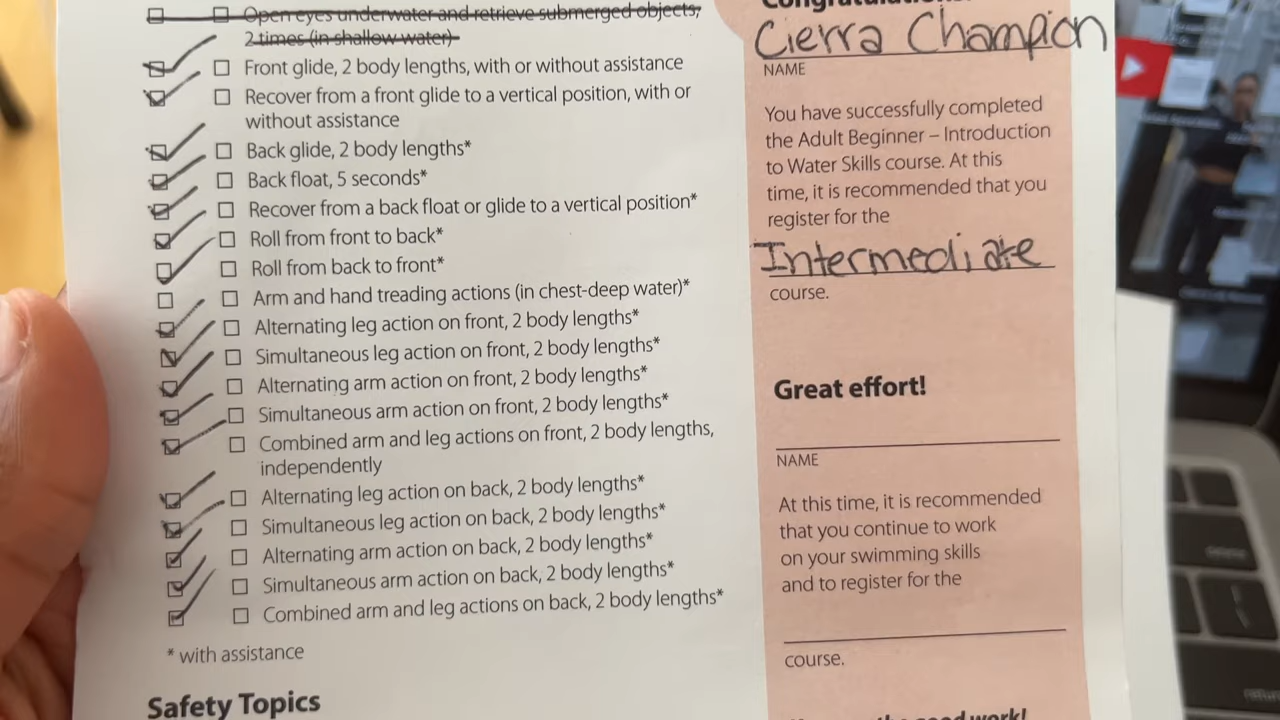 Open eyes underwater and retrieve submerged objects,
2 times (in shallow water)
Front glide, 2 body lengths, with or without assistance
Recover from a front glide to a vertical position, with or
without assistance
Back glide, 2 body lengths*
Back float, 5 seconds*
Recover from a back float or glide to a vertical position*
Roll from front to back*
Roll from back to front*
Arm and hand treading actions (in chest-deep water)*
Alternating leg action on front, 2 body lengths*
Simultaneous leg action on front, 2 body lengths*
Alternating arm action on front, 2 body lengths*
Simultaneous arm action on front, 2 body lengths*
Combined arm and leg actions on front, 2 body lengths,
independently
Alternating leg action on back, 2 body lengths*
Simultaneous leg action on back, 2 body lengths*
Alternating arm action on back, 2 body lengths*
Simultaneous arm action on back, 2 body lengths*
Combined arm and leg actions on back, 2 body lengths*
* with assistance
Safety Topics
Cierra Champion
NAME
You have successfully completed
the Adult Beginner – Introduction
to Water Skills course. At this
time, it is recommended that you
register for the
Intermediate
course.
Great effort!
NAME
At this time, it is recommended
that you continue to work
on your swimming skills
and to register for the
course.
good work!
return